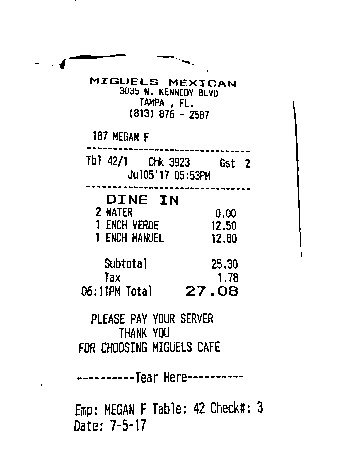 MIGUELS MEXICAN
3035 W. KENNEDY BLVD
TAMPA , FL.
(813) 876 - 2587
187 MEGAN F
Tbl 42/1 Chk 3923 Gst 2
Jul05'17 05:53PM
DINE IN
2 WATER 0.00
1 ENCH VERDE 12.50
1 ENCH MANUEL 12.80
Subtotal 25.30
Tax 1.78
06:11PM Total 27.08
PLEASE PAY YOUR SERVER
THANK YOU
FOR CHOOSING MIGUELS CAFE
----------Tear Here----------
Emp: MEGAN F Table: 42 Check#: 3
Date: 7-5-17